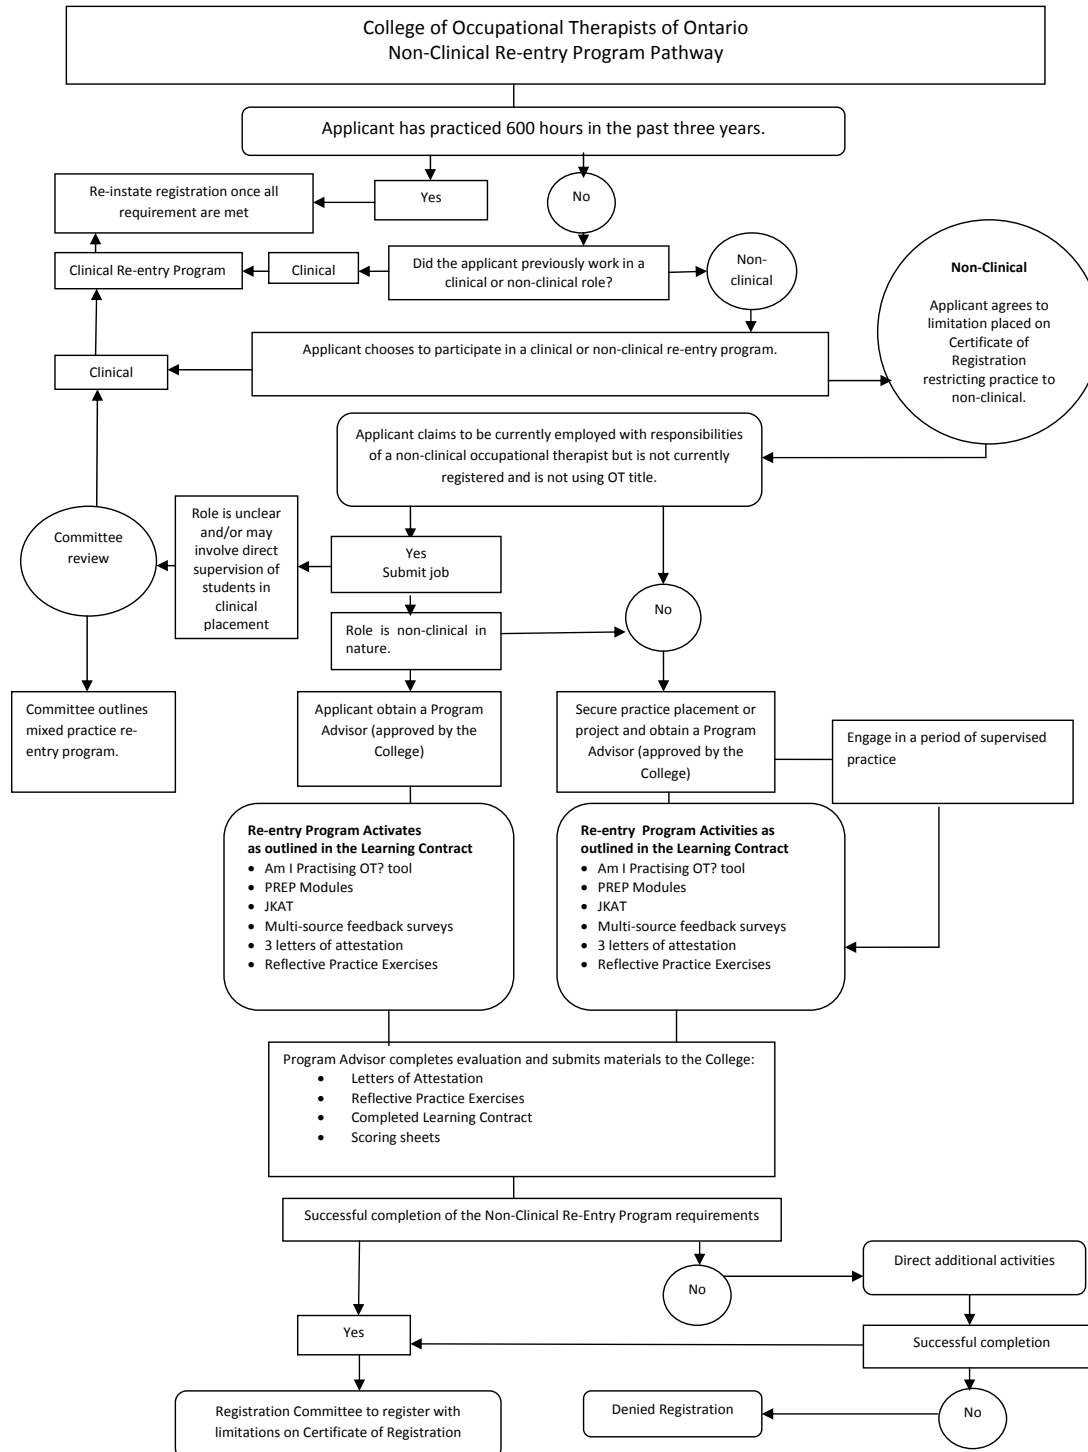 College of Occupational Therapists of Ontario
Non-Clinical Re-entry Program Pathway
Applicant has practiced 600 hours in the past three years.
Re-instate registration once all
requirement are met
Yes
No
Clinical Re-entry Program
Clinical
Did the applicant previously work in a
clinical or non-clinical role?
Non-
clinical
Non-Clinical
Applicant agrees to
limitation placed on
Certificate of
Registration
restricting practice to
non-clinical.
Applicant chooses to participate in a clinical or non-clinical re-entry program.
Clinical
Applicant claims to be currently employed with responsibilities
of a non-clinical occupational therapist but is not currently
registered and is not using OT title.
Committee
review
Role is unclear
and/or may
involve direct
supervision of
students in
clinical
placement
Yes
Submit job
No
Role is non-clinical in
nature.
Committee outlines
mixed practice re-
entry program.
Applicant obtain a Program
Advisor (approved by the
College)
Secure practice placement or
project and obtain a Program
Advisor (approved by the
College)
Engage in a period of supervised
practice
Re-entry Program Activates
as outlined in the Learning Contract
• Am I Practising OT? tool
• PREP Modules
• JKAT
• Multi-source feedback surveys
• 3 letters of attestation
• Reflective Practice Exercises
Re-entry Program Activities as
outlined in the Learning Contract
• Am I Practising OT? tool
• PREP Modules
• JKAT
• Multi-source feedback surveys
• 3 letters of attestation
• Reflective Practice Exercises
Program Advisor completes evaluation and submits materials to the College:
• Letters of Attestation
• Reflective Practice Exercises
• Completed Learning Contract
• Scoring sheets
Successful completion of the Non-Clinical Re-Entry Program requirements
No
Direct additional activities
Yes
Successful completion
Registration Committee to register with
limitations on Certificate of Registration
Denied Registration
No